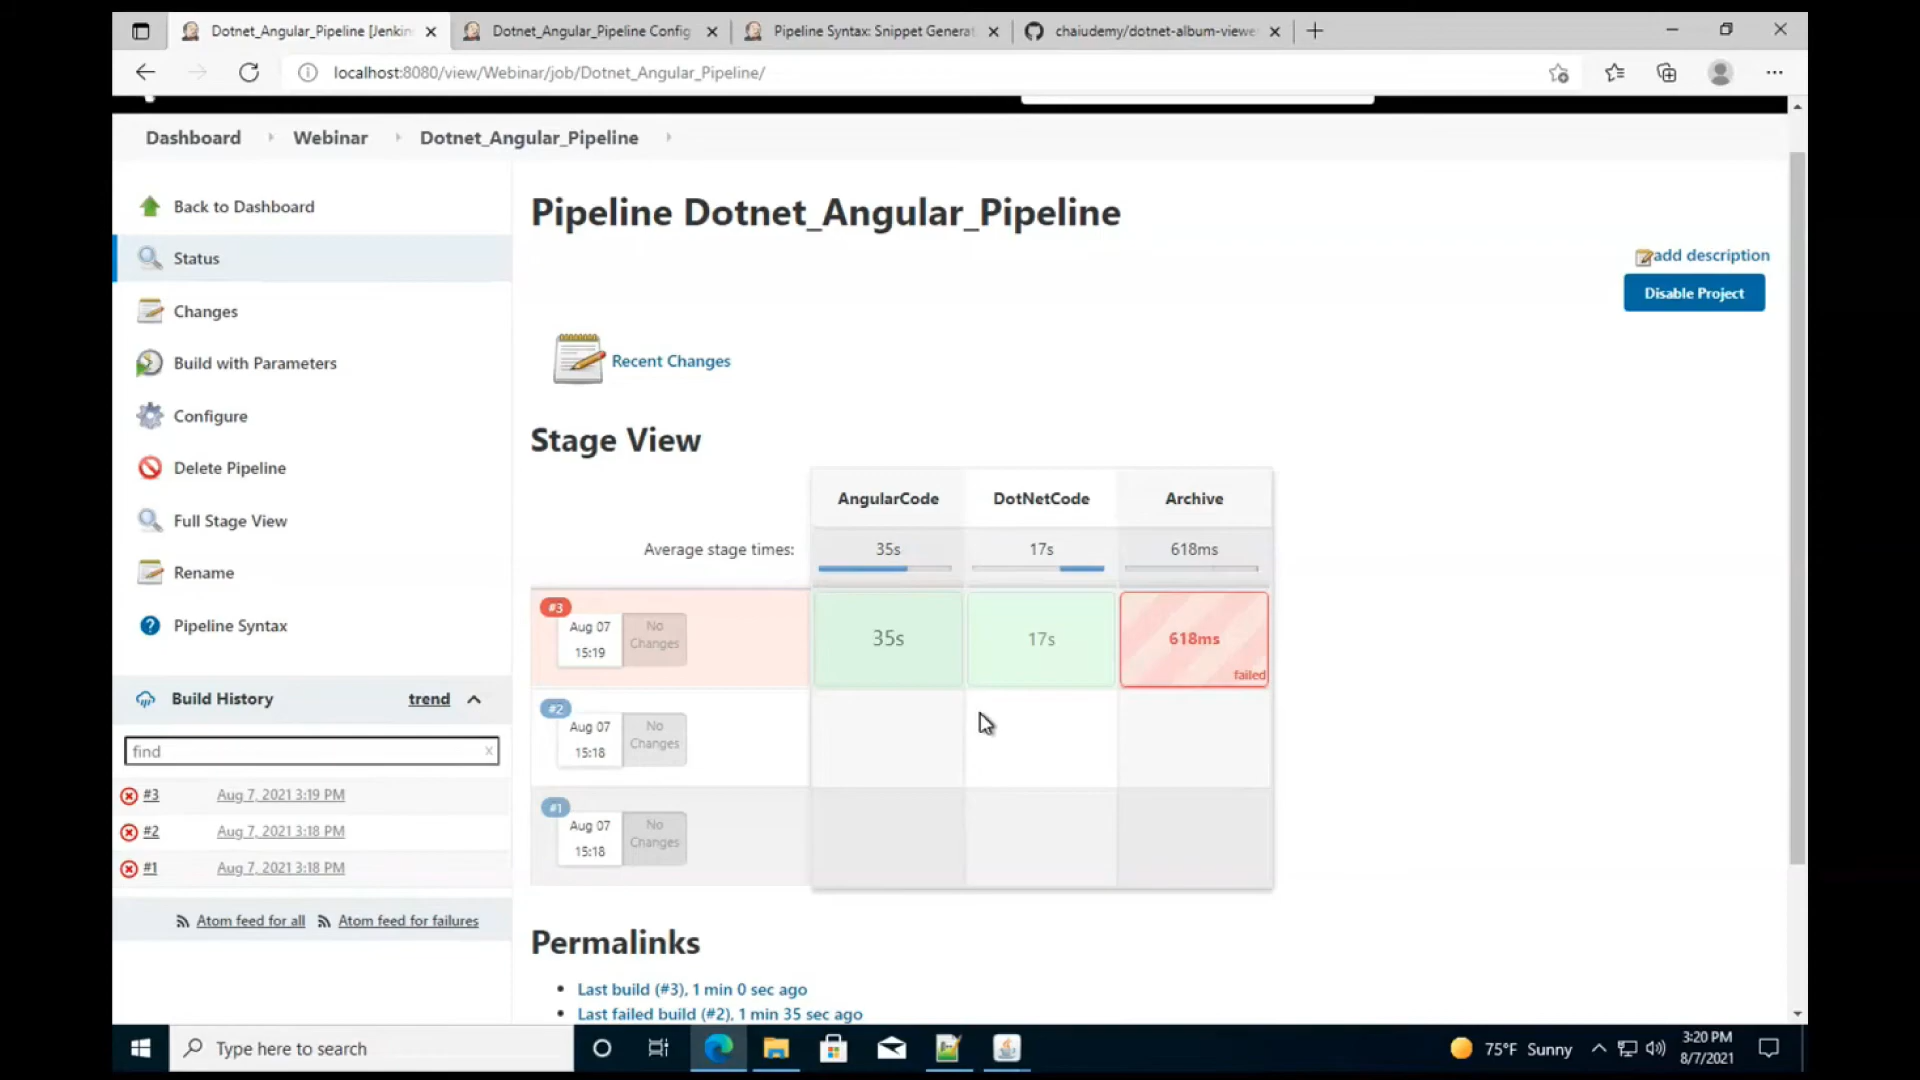 Dotnet_Angular_Pipeline [Jenkin
Dotnet_Angular_Pipeline Config
Pipeline Syntax: Snippet Generat
chaiudemy/dotnet-album-viewe
localhost:8080/view/Webinar/job/Dotnet_Angular_Pipeline/
Dashboard
Webinar
Dotnet_Angular_Pipeline
Back to Dashboard
Status
Changes
Build with Parameters
Configure
Delete Pipeline
Full Stage View
Rename
Pipeline Syntax
Build History
trend
find
x
#3
Aug 7, 2021 3:19 PM
#2
Aug 7, 2021 3:18 PM
#1
Aug 7, 2021 3:18 PM
Atom feed for all
Atom feed for failures
Pipeline Dotnet_Angular_Pipeline
add description
Disable Project
Recent Changes
Stage View
AngularCode
DotNetCode
Archive
Average stage times:
35s
17s
618ms
#3
Aug 07
15:19
No
Changes
35s
17s
618ms
failed
#2
Aug 07
15:18
No
Changes
#1
Aug 07
15:18
No
Changes
Permalinks
Last build (#3), 1 min 0 sec ago
Last failed build (#2), 1 min 35 sec ago
Type here to search
75°F Sunny
3:20 PM
8/7/2021